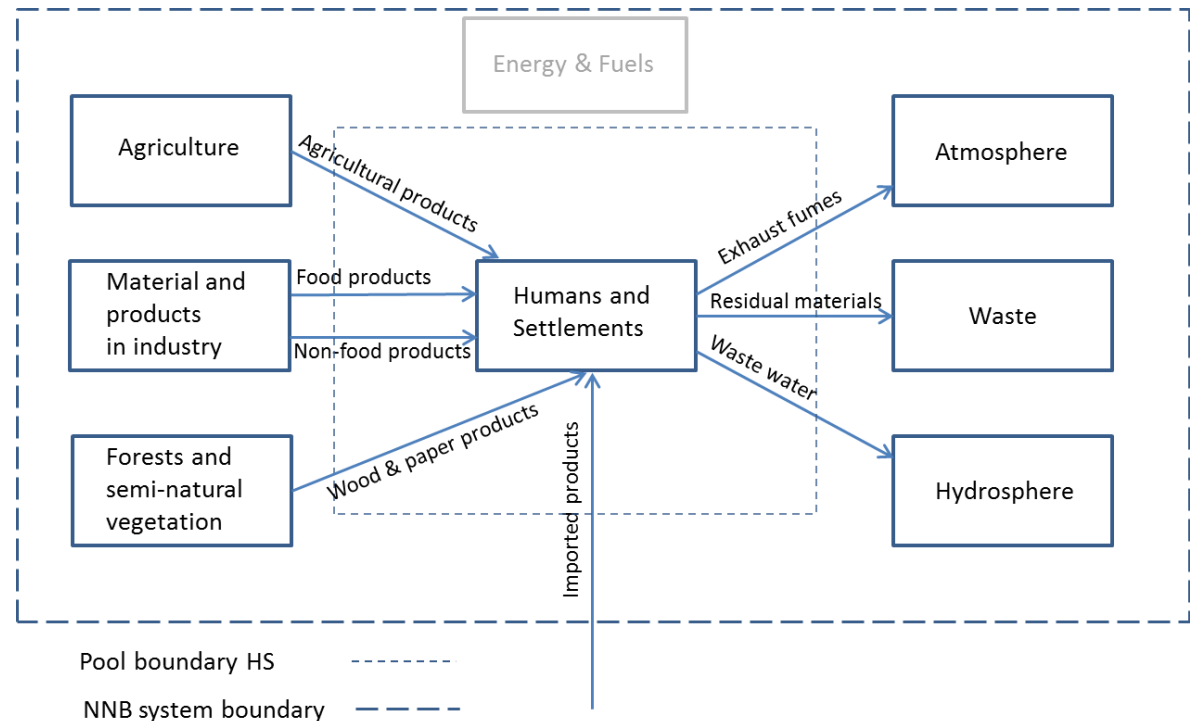 Energy & Fuels
Agriculture
Agricultural products
Atmosphere
Exhaust fumes
Material and
products
in industry
Food products
Non-food products
Humans and
Settlements
Residual materials
Waste
Waste water
Forests and
semi-natural
vegetation
Wood & paper products
Imported products
Hydrosphere
Pool boundary HS
NNB system boundary